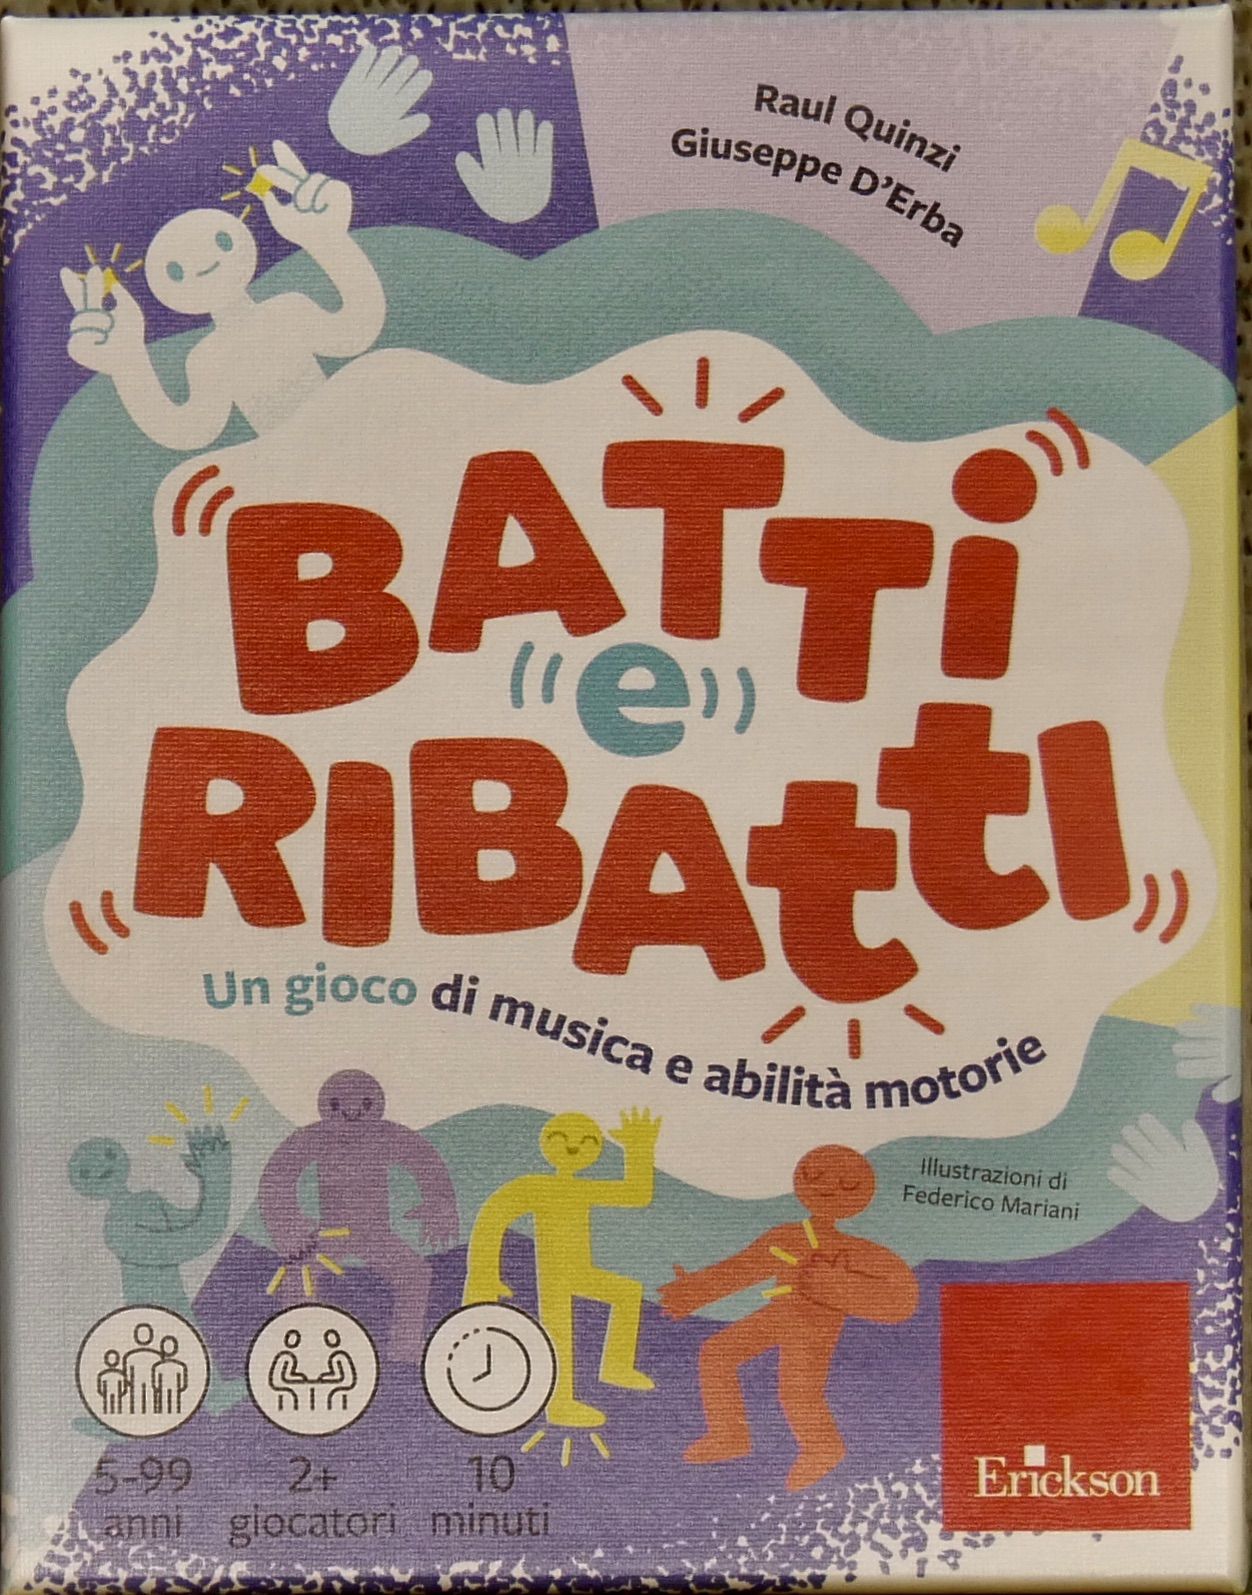 Raul Quinzi
Giuseppe D'Erba
BATTi
e
RIBAttI
Un gioco di musica e abilità motorie
Illustrazioni di
Federico Mariani
5-99
anni
2+
giocatori
10
minuti
Erickson